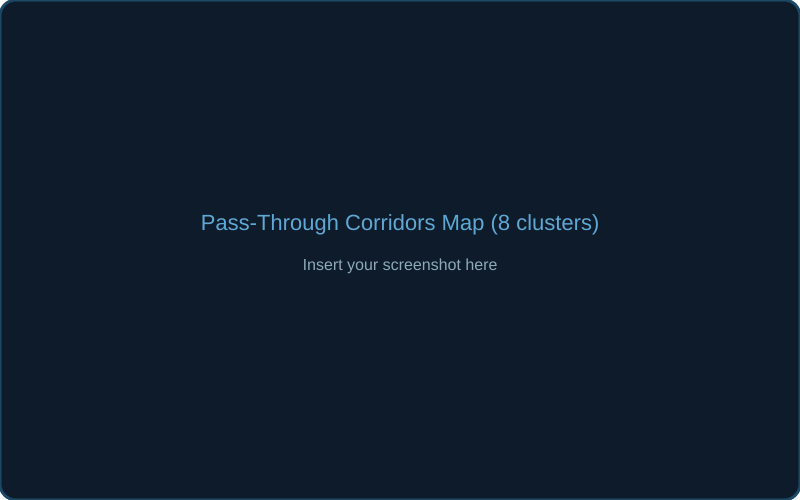 Pass-Through Corridors Map (8 clusters)
Insert your screenshot here